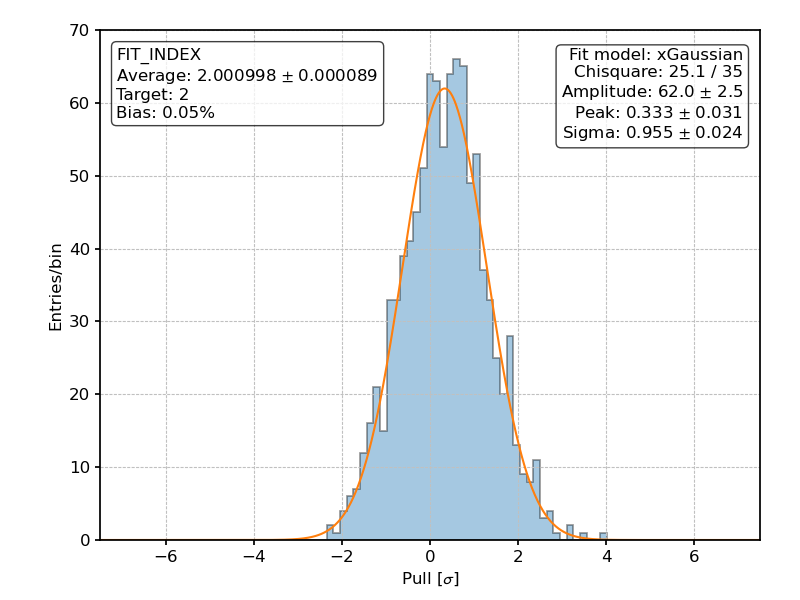 FIT_INDEX
Average: 2.000998 ± 0.000089
Target: 2
Bias: 0.05%
Fit model: xGaussian
Chisquare: 25.1 / 35
Amplitude: 62.0 ± 2.5
Peak: 0.333 ± 0.031
Sigma: 0.955 ± 0.024
70
60
50
40
30
20
10
0
Entries/bin
−6
−4
−2
0
2
4
6
Pull [σ]